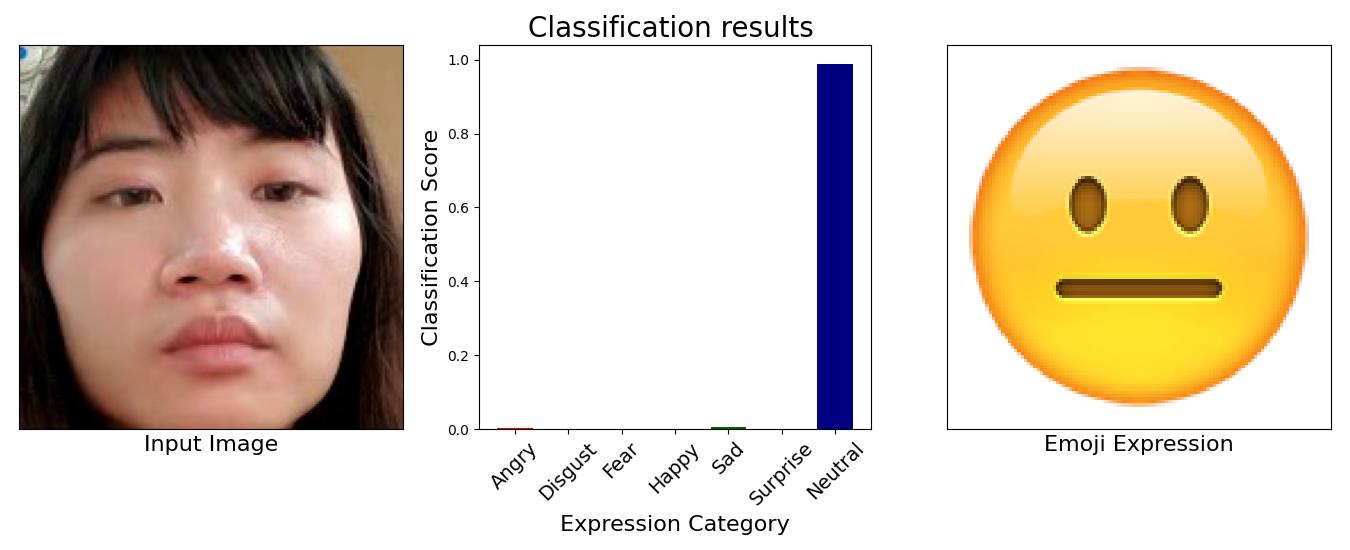 Classification results
Classification Score
1.0
0.8
0.6
0.4
0.2
0.0
Angry
Disgust
Fear
Happy
Sad
Surprise
Neutral
Expression Category
Input Image
Emoji Expression